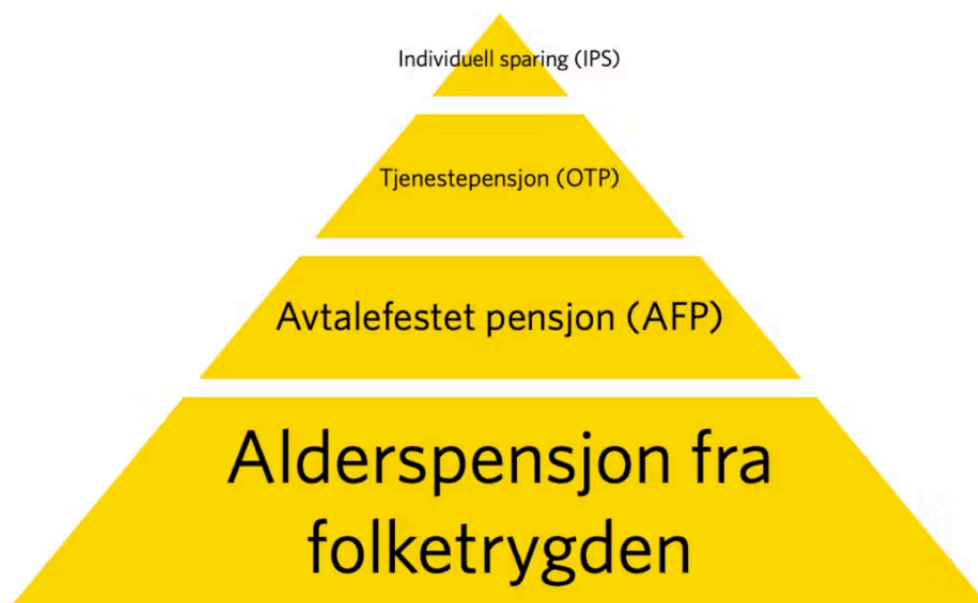 Individuell sparing (IPS)
Tjenestepensjon (OTP)
Avtalefestet pensjon (AFP)
Alderspensjon fra
folketrygden